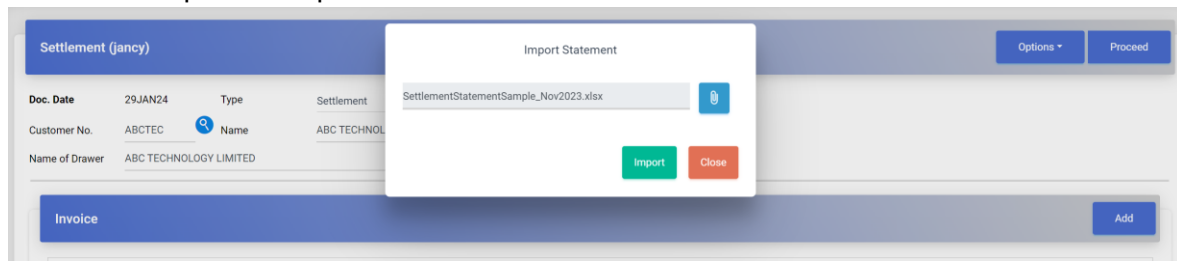 Settlement (jancy)
Import Statement
Options
Proceed
SettlementStatementSample_Nov2023.xlsx
Doc. Date 29JAN24 Type Settlement
Customer No. ABCTEC Name ABC TECHNOL
Name of Drawer ABC TECHNOLOGY LIMITED
Import Close
Invoice
Add